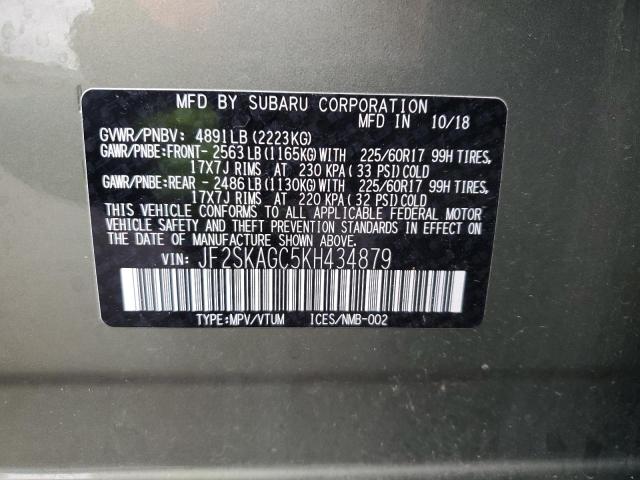 MFD BY SUBARU CORPORATION
GVWR/PNBV: 4891LB(2223KG) MFD IN 10/18
GAWR/PNBE:FRONT- 2563LB(1165KG)WITH 225/60R17 99H TIRES,
17X7J RIMS AT 230 KPA(33 PSI)COLD
GAWR/PNBE:REAR - 2486LB(1130KG)WITH 225/60R17 99H TIRES,
17X7J RIMS AT 220 KPA(32 PSI)COLD
THIS VEHICLE CONFORMS TO ALL APPLICABLE FEDERAL MOTOR
VEHICLE SAFETY AND THEFT PREVENTION STANDARDS IN EFFECT
ON THE DATE OF MANUFACTURE SHOWN ABOVE.
VIN: JF2SKAGC5KH434879
TYPE:MPV/VTUM ICES/NMB-002